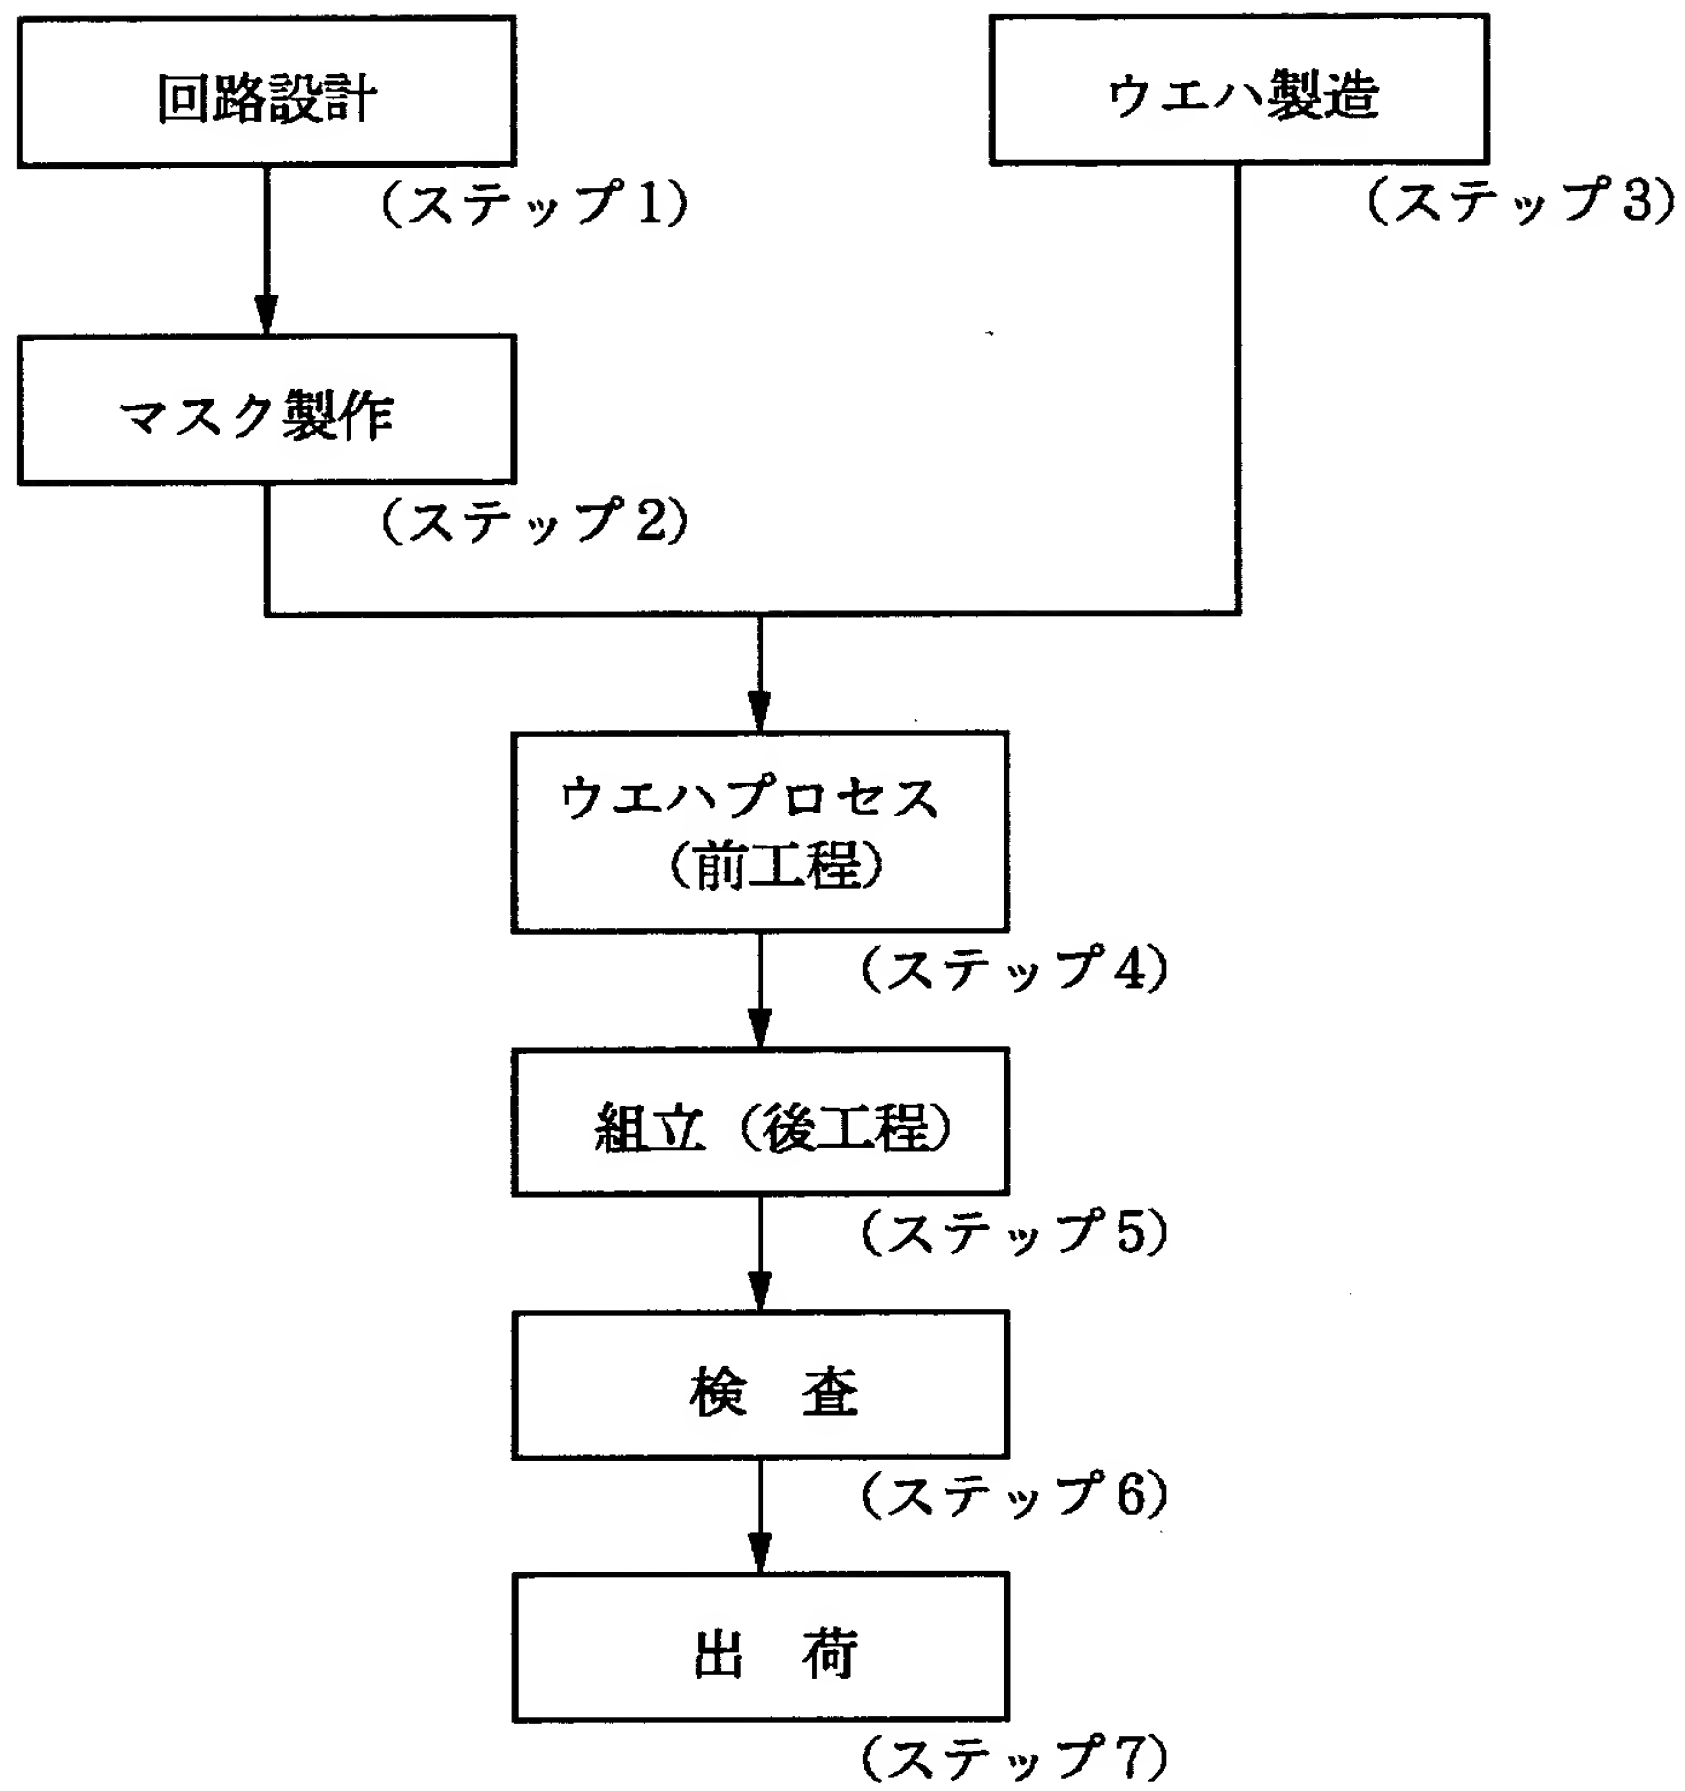 回路設計
(ステップ1)
ウエハ製造
(ステップ3)
マスク製作
(ステップ2)
ウエハプロセス
(前工程)
(ステップ4)
組立(後工程)
(ステップ5)
検 査
(ステップ6)
出 荷
(ステップ7)